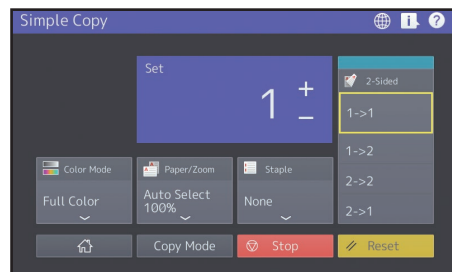 Simple Copy
Set
1
+
−
2-Sided
1->1
1->2
2->2
2->1
Color Mode
Full Color
Paper/Zoom
Auto Select
100%
Staple
None
Copy Mode
Stop
Reset